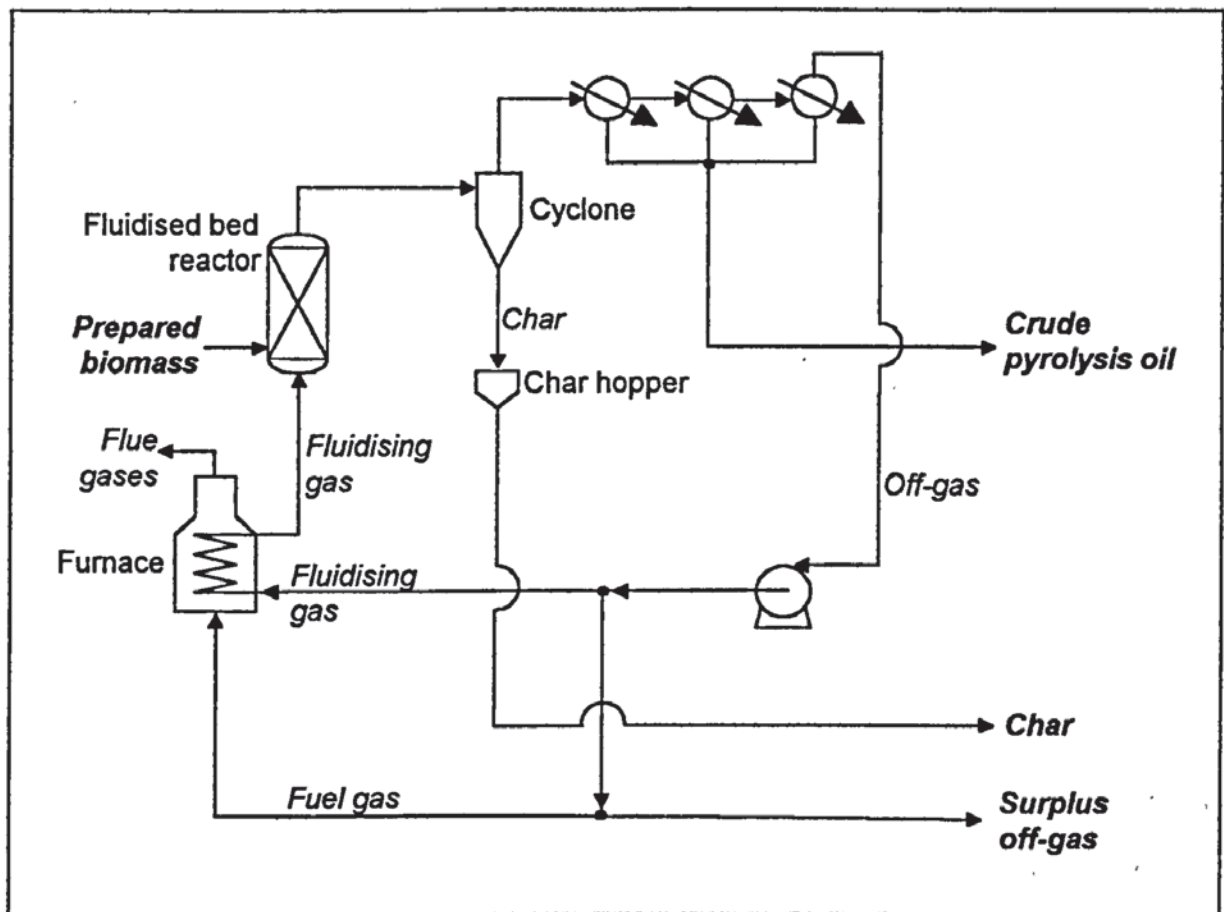 Cyclone
Fluidised bed
reactor
Prepared
biomass
Char
Crude
pyrolysis oil
Char hopper
Flue
gases
Fluidising
gas
Off-gas
Furnace
Fluidising
gas
Char
Fuel gas
Surplus
off-gas